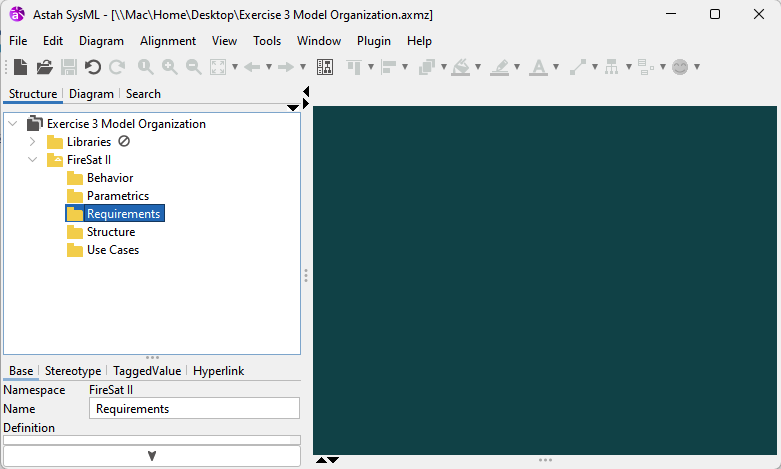 Astah SysML - [\\Mac\Home\Desktop\Exercise 3 Model Organization.axmz]
File Edit Diagram Alignment View Tools Window Plugin Help
Structure Diagram Search
Exercise 3 Model Organization
Libraries
FireSat II
Behavior
Parametrics
Requirements
Structure
Use Cases
Base Stereotype TaggedValue Hyperlink
Namespace FireSat II
Name Requirements
Definition